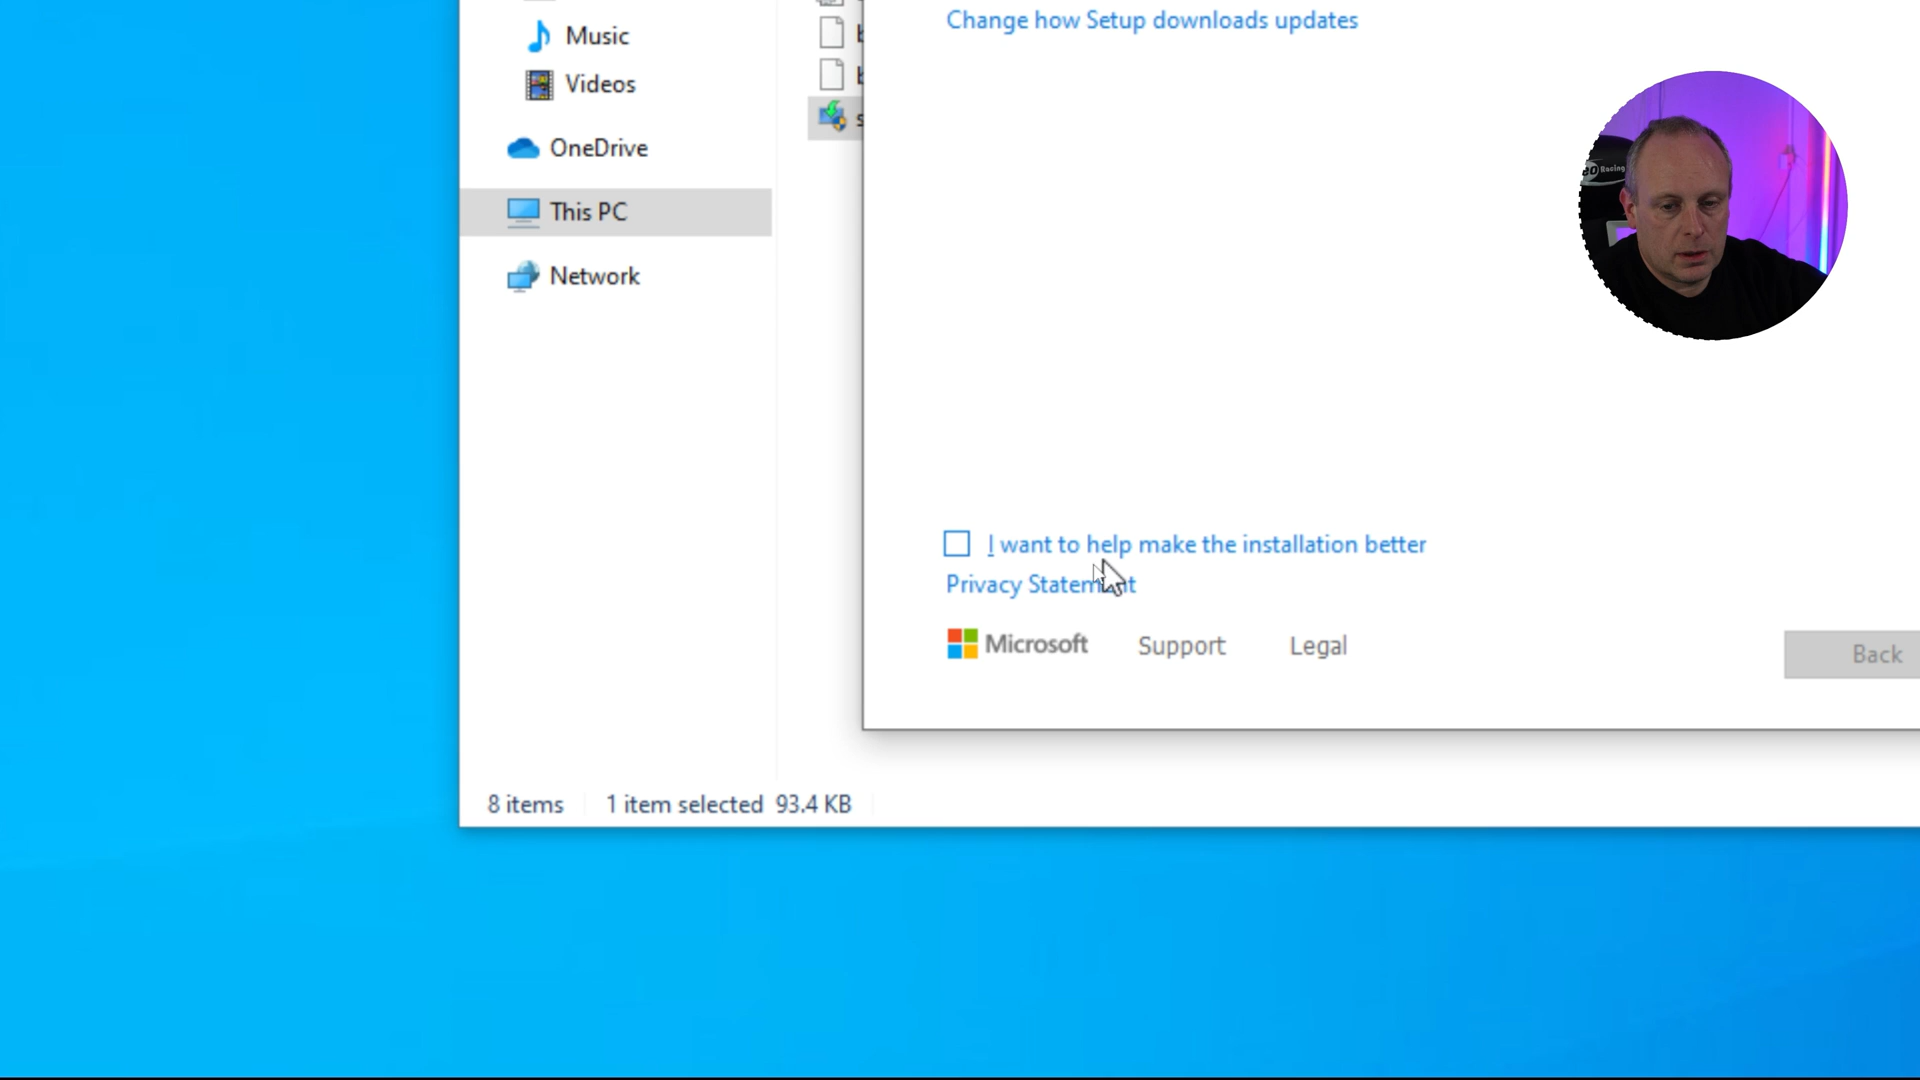 Change how Setup downloads updates
Music
Videos
OneDrive
This PC
Network
Racing
I want to help make the installation better
Privacy Statement
Microsoft Support Legal
Back
8 items 1 item selected 93.4 KB